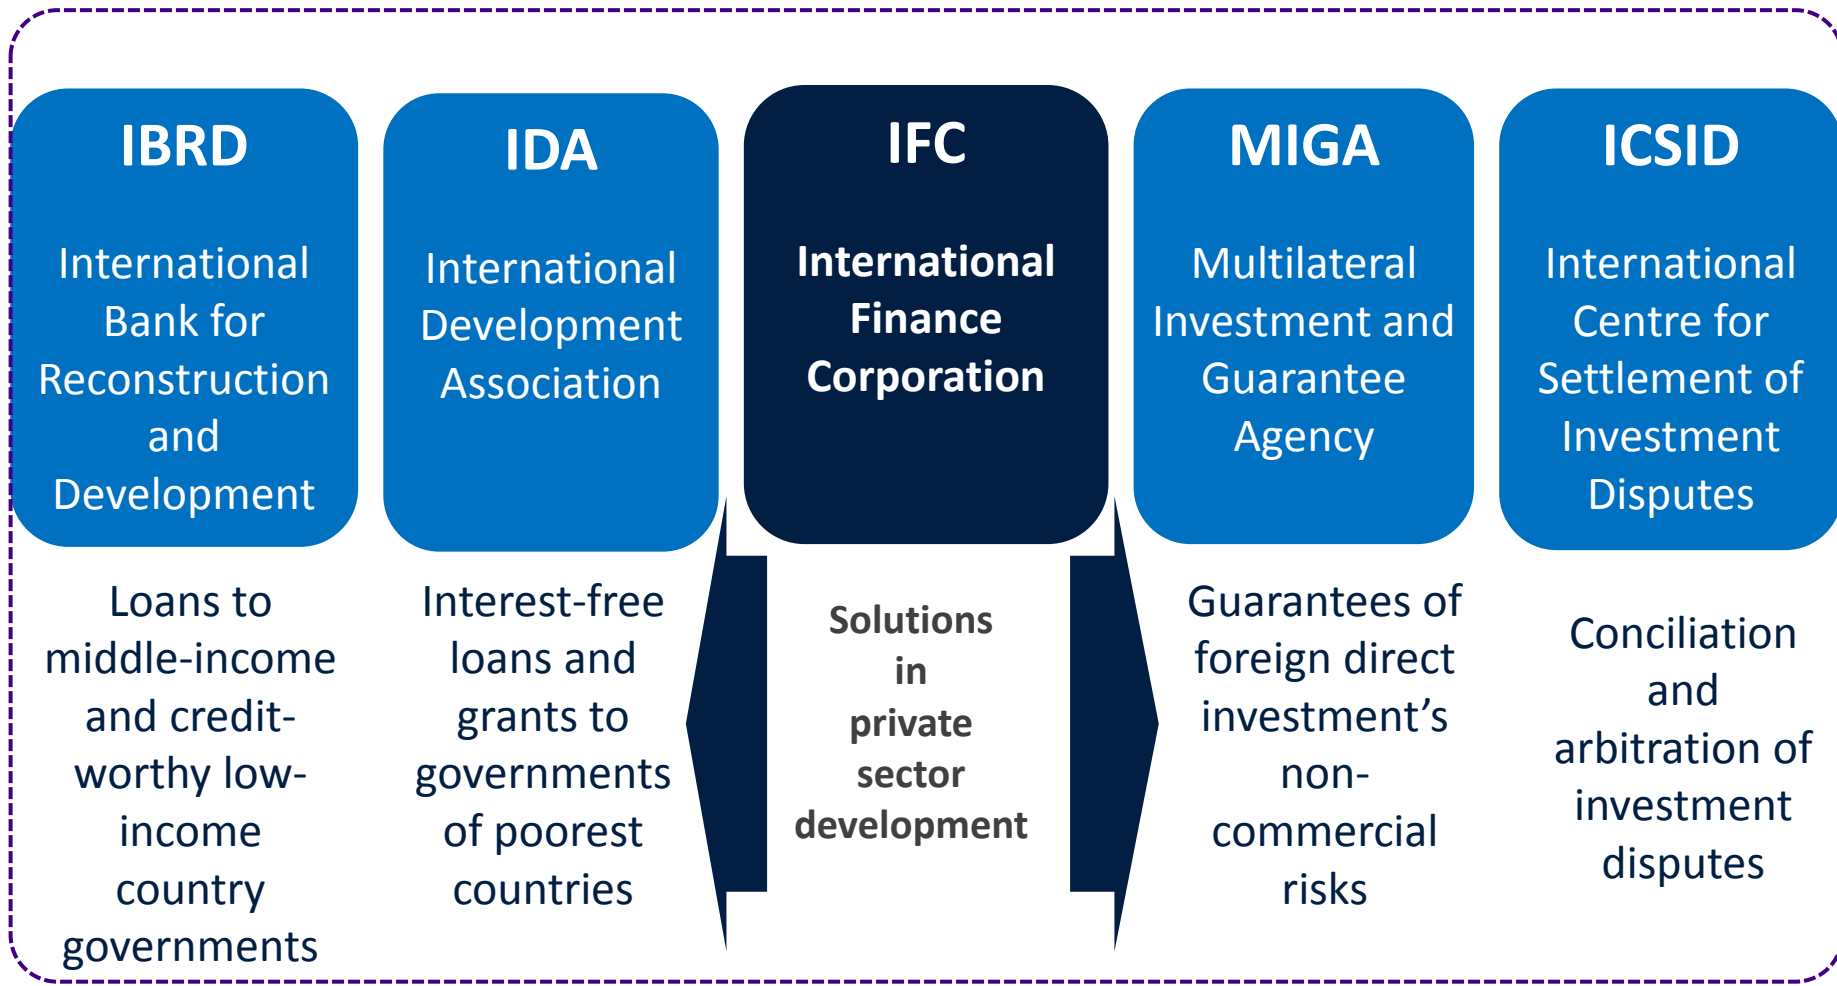 IBRD
International
Bank for
Reconstruction
and
Development
Loans to
middle-income
and credit-
worthy low-
income
country
governments
IDA
International
Development
Association
Interest-free
loans and
grants to
governments
of poorest
countries
IFC
International
Finance
Corporation
Solutions
in
private
sector
development
MIGA
Multilateral
Investment and
Guarantee
Agency
Guarantees of
foreign direct
investment’s
non-
commercial
risks
ICSID
International
Centre for
Settlement of
Investment
Disputes
Conciliation
and
arbitration of
investment
disputes